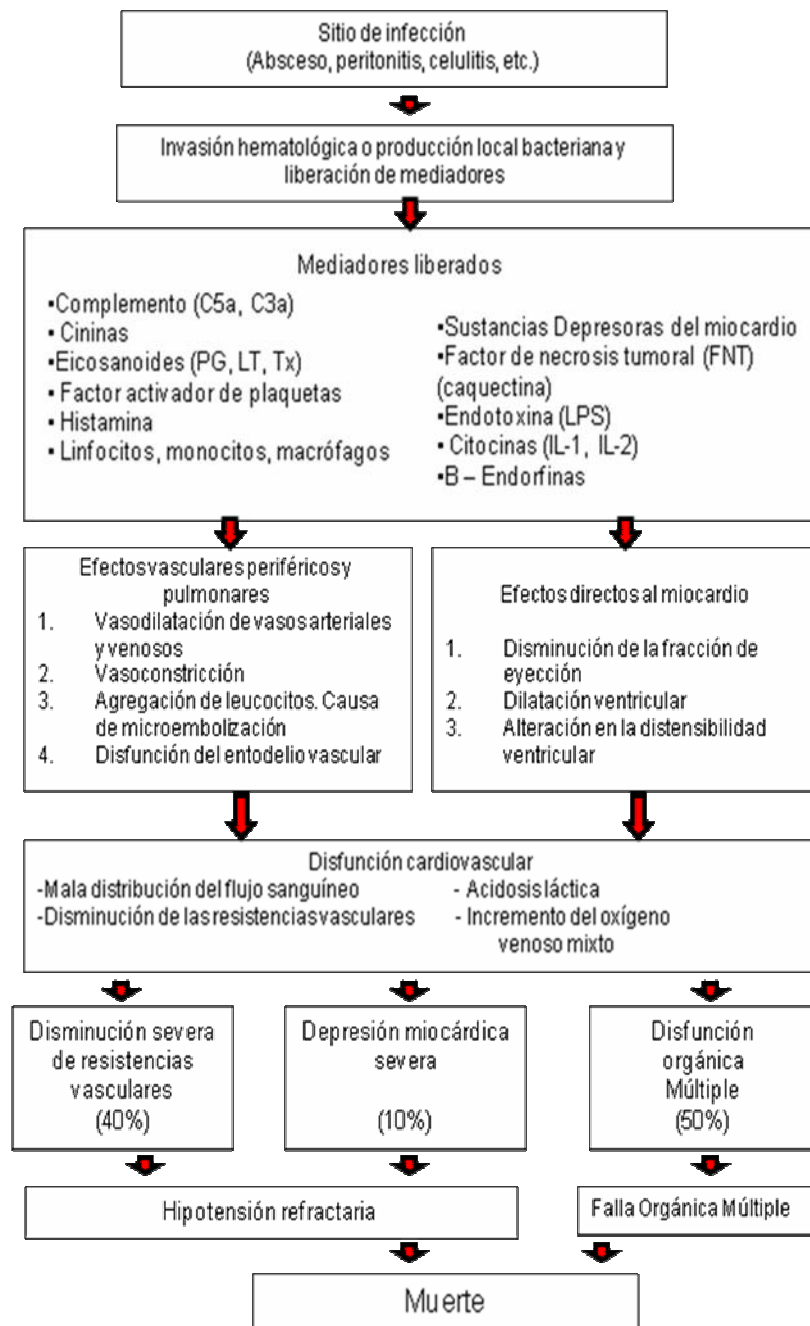 Sitio de infección
(Absceso, peritonitis, celulitis, etc.)
Invasión hematológica o producción local bacteriana y
liberación de mediadores
Mediadores liberados
•Complemento (C5a, C3a)
• Cininas
•Eicosanoides (PG, LT, Tx)
• Factor activador de plaquetas
• Histamina
• Linfocitos, monocitos, macrófagos
•Sustancias Depresoras del miocardio
• Factor de necrosis tumoral (FNT)
(caquectina)
•Endotoxina (LPS)
• Citocinas (IL-1, IL-2)
•B – Endorfinas
Efectos vasculares periféricos y
pulmonares
1. Vasodilatación de vasos arteriales
y venosos
2. Vasoconstricción
3. Agregación de leucocitos. Causa
de microembolización
4. Disfunción del entodelio vascular
Efectos directos al miocardio
1. Disminución de la fracción de
eyección
2. Dilatación ventricular
3. Alteración en la distensibilidad
ventricular
Disfunción cardiovascular
-Mala distribución del flujo sanguíneo
-Disminución de las resistencias vasculares
- Acidosis láctica
- Incremento del oxígeno
venoso mixto
Disminución severa
de resistencias
vasculares
(40%)
Depresión miocárdica
severa
(10%)
Disfunción
orgánica
Múltiple
(50%)
Hipotensión refractaria
Falla Orgánica Múltiple
Muerte